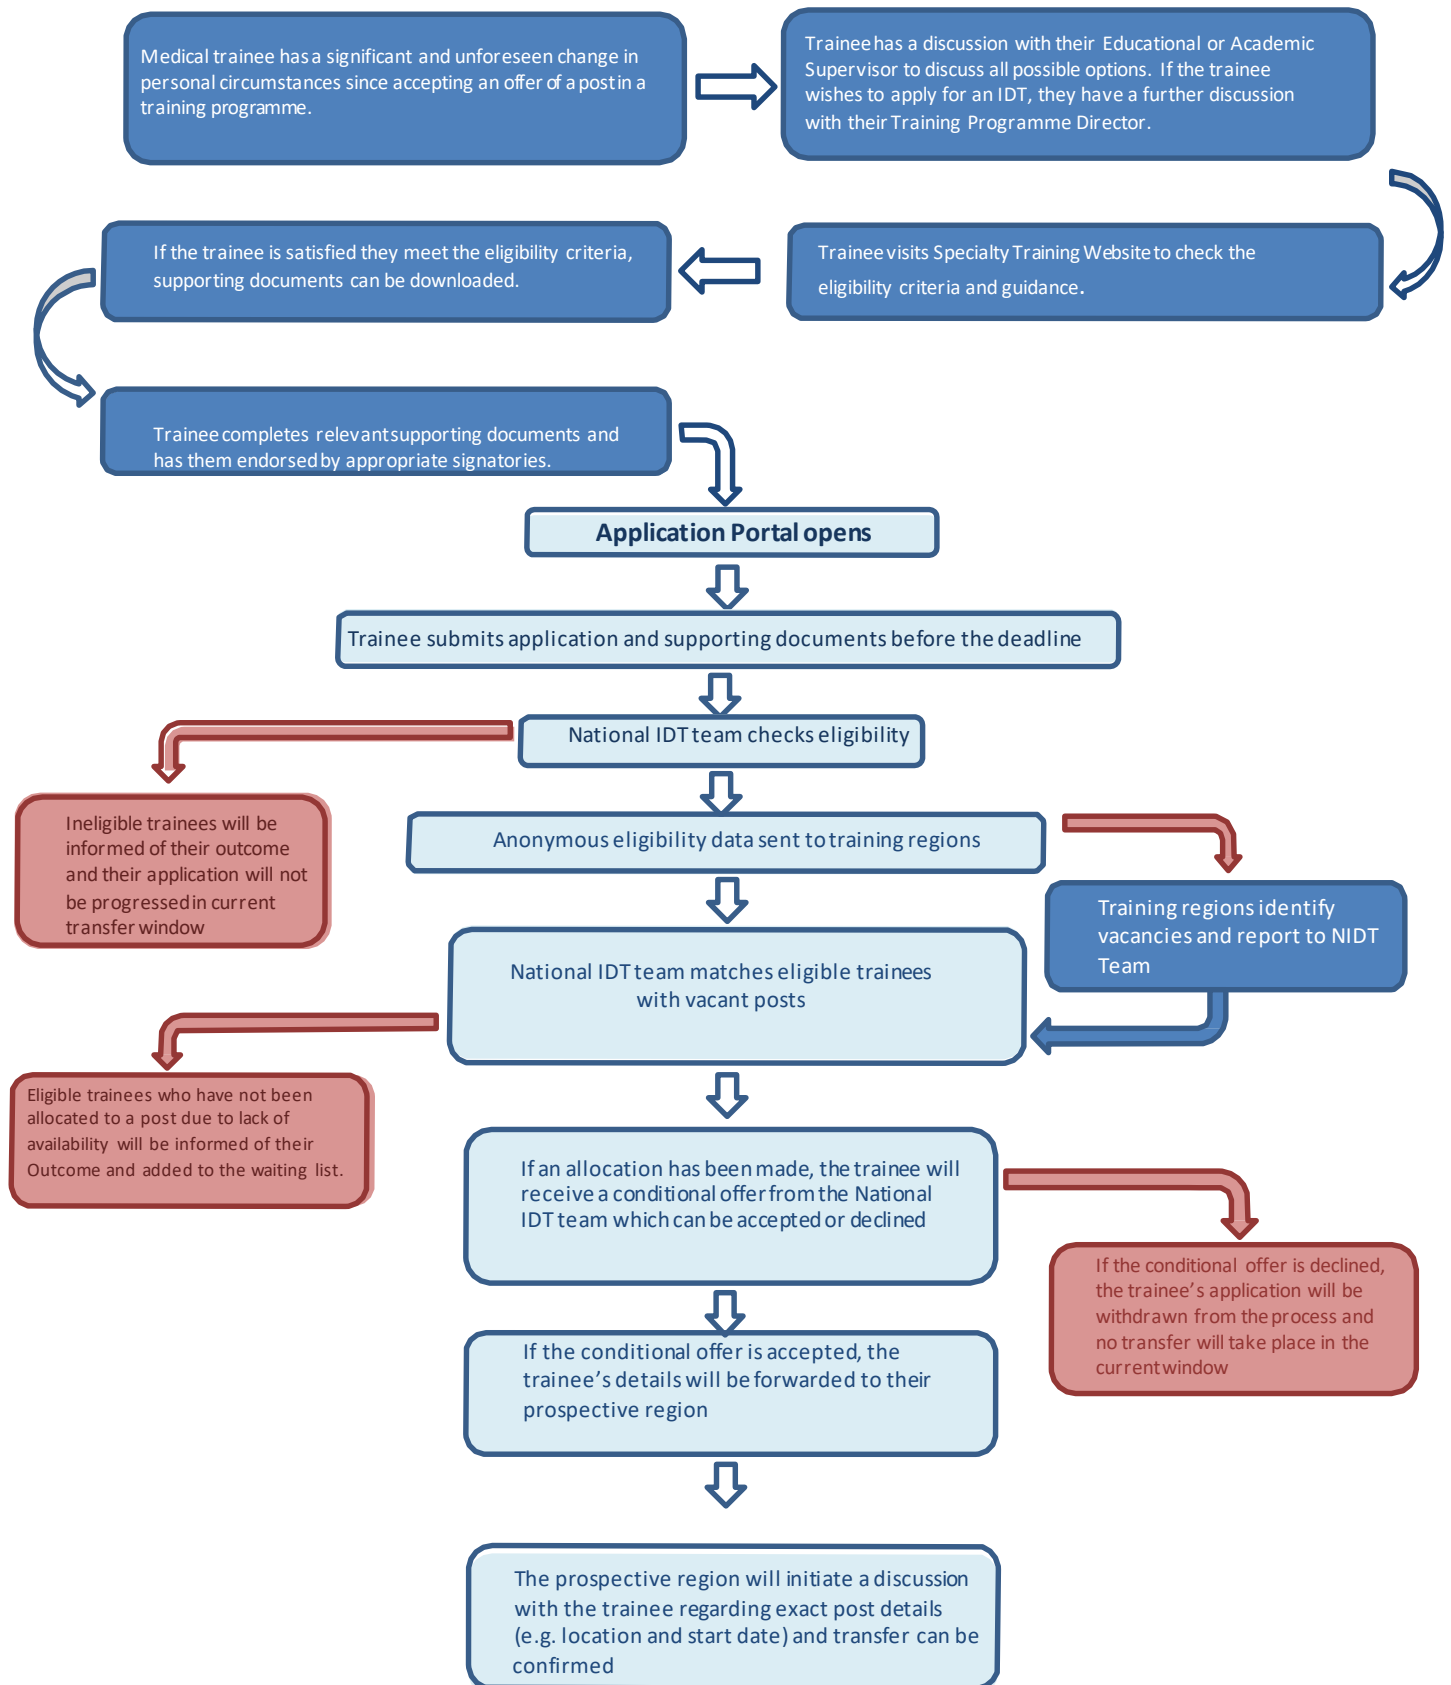 Medical trainee has a significant and unforeseen change in
personal circumstances since accepting an offer of a post in a
training programme.
Trainee has a discussion with their Educational or Academic
Supervisor to discuss all possible options. If the trainee
wishes to apply for an IDT, they have a further discussion
with their Training Programme Director.
Trainee visits Specialty Training Website to check the
eligibility criteria and guidance.
If the trainee is satisfied they meet the eligibility criteria,
supporting documents can be downloaded.
Trainee completes relevant supporting documents and
has them endorsed by appropriate signatories.
Application Portal opens
Trainee submits application and supporting documents before the deadline
National IDT team checks eligibility
Ineligible trainees will be
informed of their outcome
and their application will not
be progressed in current
transfer window
Anonymous eligibility data sent to training regions
Training regions identify
vacancies and report to NIDT
Team
National IDT team matches eligible trainees
with vacant posts
Eligible trainees who have not been
allocated to a post due to lack of
availability will be informed of their
Outcome and added to the waiting list.
If an allocation has been made, the trainee will
receive a conditional offer from the National
IDT team which can be accepted or declined
If the conditional offer is declined,
the trainee’s application will be
withdrawn from the process and
no transfer will take place in the
current window
If the conditional offer is accepted, the
trainee’s details will be forwarded to their
prospective region
The prospective region will initiate a discussion
with the trainee regarding exact post details
(e.g. location and start date) and transfer can be
confirmed